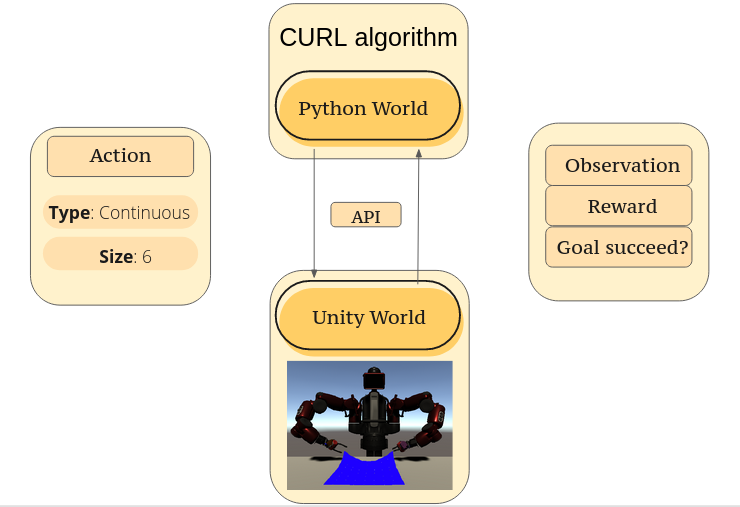 CURL algorithm
Python World
Action
Type: Continuous
Size: 6
API
Observation
Reward
Goal succeed?
Unity World